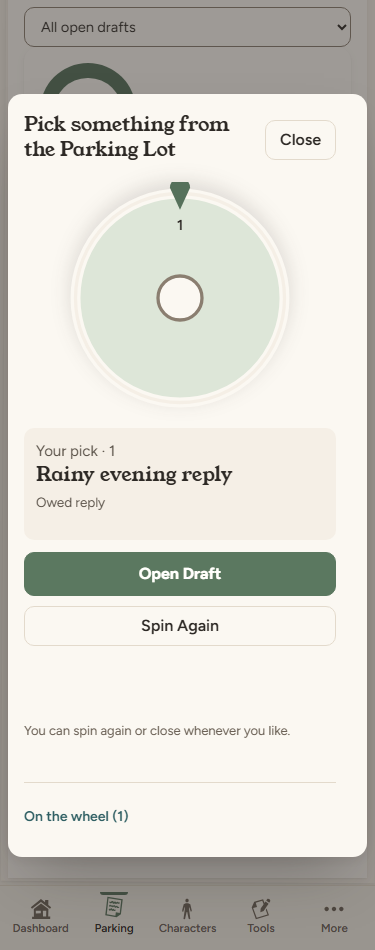 All open drafts
Pick something from
the Parking Lot
Close
1
Your pick · 1
Rainy evening reply
Owed reply
Open Draft
Spin Again
You can spin again or close whenever you like.
On the wheel (1)
Dashboard
Parking
Characters
Tools
More